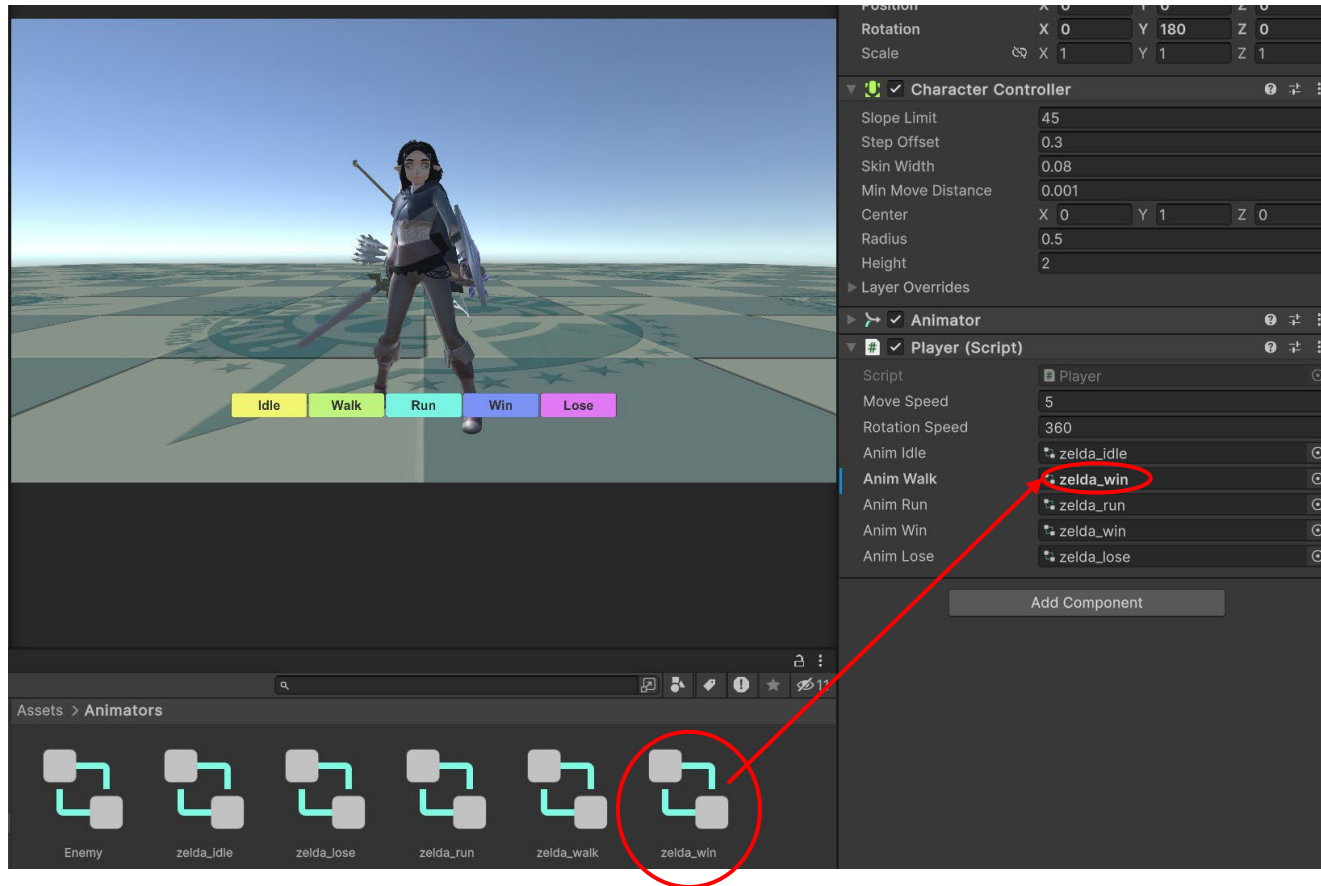 Position X 0 Y 0 Z 0
Rotation X 0 Y 180 Z 0
Scale X 1 Y 1 Z 1
Character Controller
Slope Limit 45
Step Offset 0.3
Skin Width 0.08
Min Move Distance 0.001
Center X 0 Y 1 Z 0
Radius 0.5
Height 2
Layer Overrides
Animator
# Player (Script)
Script # Player
Move Speed 5
Rotation Speed 360
Anim Idle zelda_idle
Anim Walk zelda_win
Anim Run zelda_run
Anim Win zelda_win
Anim Lose zelda_lose
Add Component
Idle Walk Run Win Lose
11
Assets > Animators
Enemy zelda_idle zelda_lose zelda_run zelda_walk zelda_win